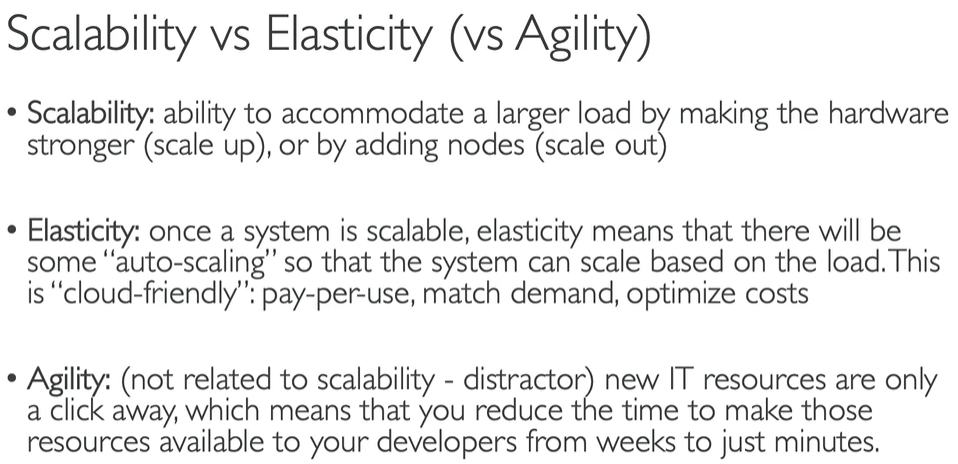 Scalability vs Elasticity (vs Agility)
• Scalability: ability to accommodate a larger load by making the hardware
stronger (scale up), or by adding nodes (scale out)
• Elasticity: once a system is scalable, elasticity means that there will be
some “auto-scaling” so that the system can scale based on the load. This
is “cloud-friendly”: pay-per-use, match demand, optimize costs
• Agility: (not related to scalability - distractor) new IT resources are only
a click away, which means that you reduce the time to make those
resources available to your developers from weeks to just minutes.